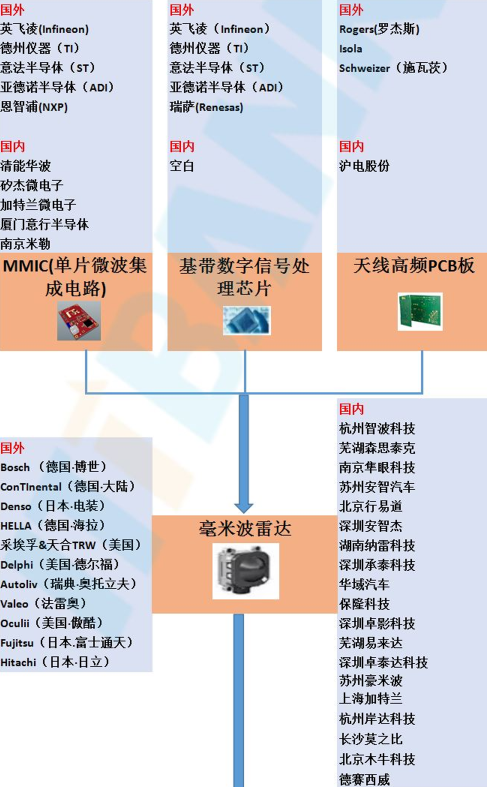 国外
英飞凌(Infineon)
德州仪器（TI）
意法半导体（ST）
亚德诺半导体（ADI）
恩智浦(NXP)
国内
清能华波
矽杰微电子
加特兰微电子
厦门意行半导体
南京米勒
MMIC(单片微波集
成电路)
国外
英飞凌（Infineon）
德州仪器（TI）
意法半导体（ST）
亚德诺半导体（ADI）
瑞萨(Renesas)
国内
空白
基带数字信号处
理芯片
国外
Rogers(罗杰斯)
Isola
Schweizer（施瓦茨）
国内
沪电股份
天线高频PCB板
国外
Bosch （德国·博世）
ConTInental（德国·大陆）
Denso（日本·电装）
HELLA（德国·海拉）
采埃孚&天合TRW（美国）
Delphi（美国·德尔福）
Autoliv（瑞典·奥托立夫）
Valeo（法雷奥）
Oculii（美国·傲酷）
Fujitsu（日本.富士通天）
Hitachi（日本·日立）
毫米波雷达
国内
杭州智波科技
芜湖森思泰克
南京隼眼科技
苏州安智汽车
北京行易道
深圳安智杰
湖南纳雷科技
深圳承泰科技
华域汽车
保隆科技
深圳卓影科技
芜湖易来达
深圳卓泰达科技
苏州豪米波
上海加特兰
杭州岸达科技
长沙莫之比
北京木牛科技
德赛西威